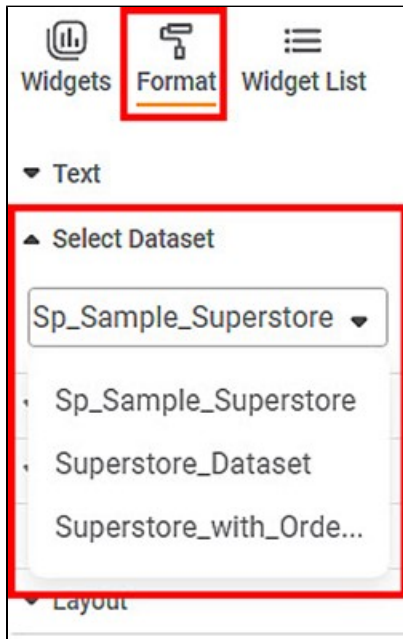 Widgets Format Widget List
Text
Select Dataset
Sp_Sample_Superstore
Sp_Sample_Superstore
Superstore_Dataset
Superstore_with_Orde...
Layout